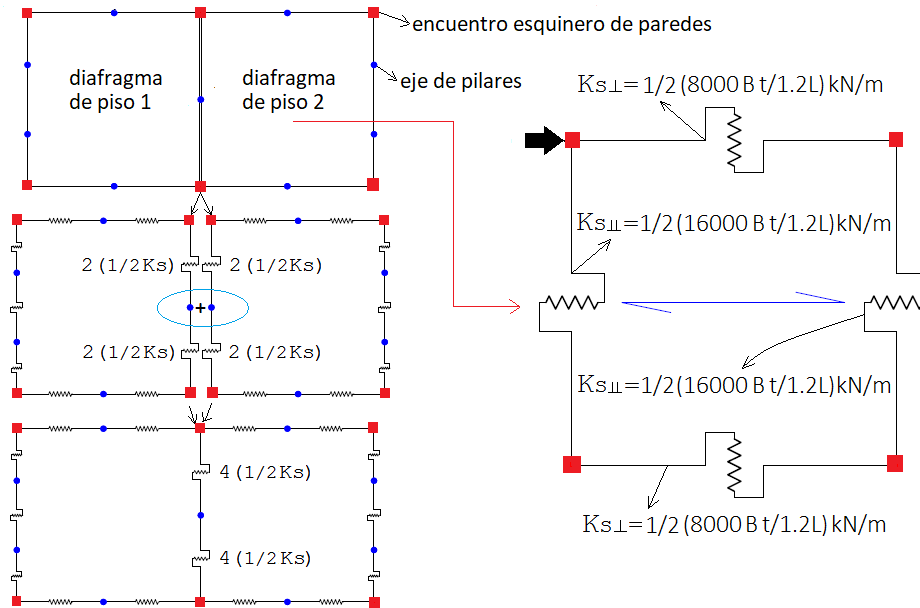 encuentro esquinero de paredes
diafragma
de piso 1
diafragma
de piso 2
eje de pilares
Ks⊥=1/2(8000 B t/1.2L) kN/m
Ks⊥=1/2(16000 B t/1.2L)kN/m
2 (1/2Ks)
2 (1/2Ks)
+
2 (1/2Ks)
2 (1/2Ks)
Ks⊥=1/2(16000 B t/1.2L)kN/m
4 (1/2Ks)
4 (1/2Ks)
Ks⊥=1/2(8000 B t/1.2L) kN/m